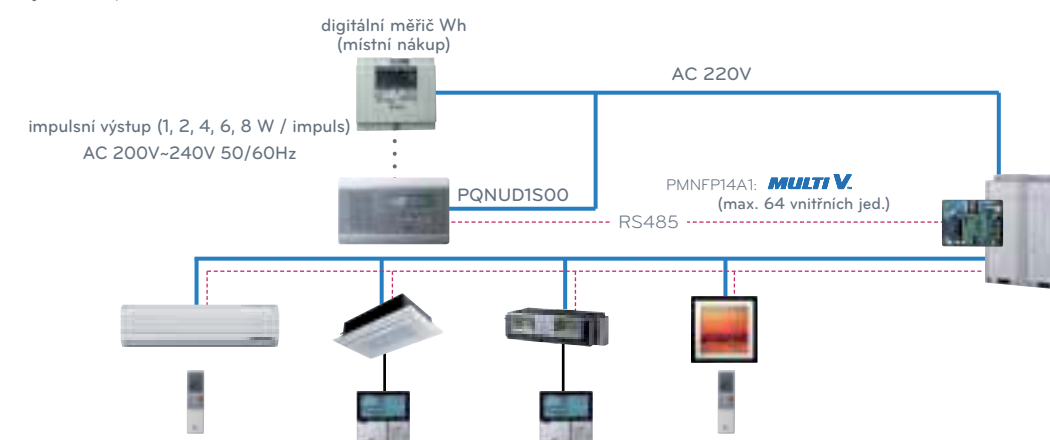 digitální měřič Wh
(místní nákup)
AC 220V
impulsní výstup (1, 2, 4, 6, 8 W / impuls)
AC 200V~240V 50/60Hz
PQNUD1S00
PMNFP14A1: MULTI V.
(max. 64 vnitřních jed.)
RS485